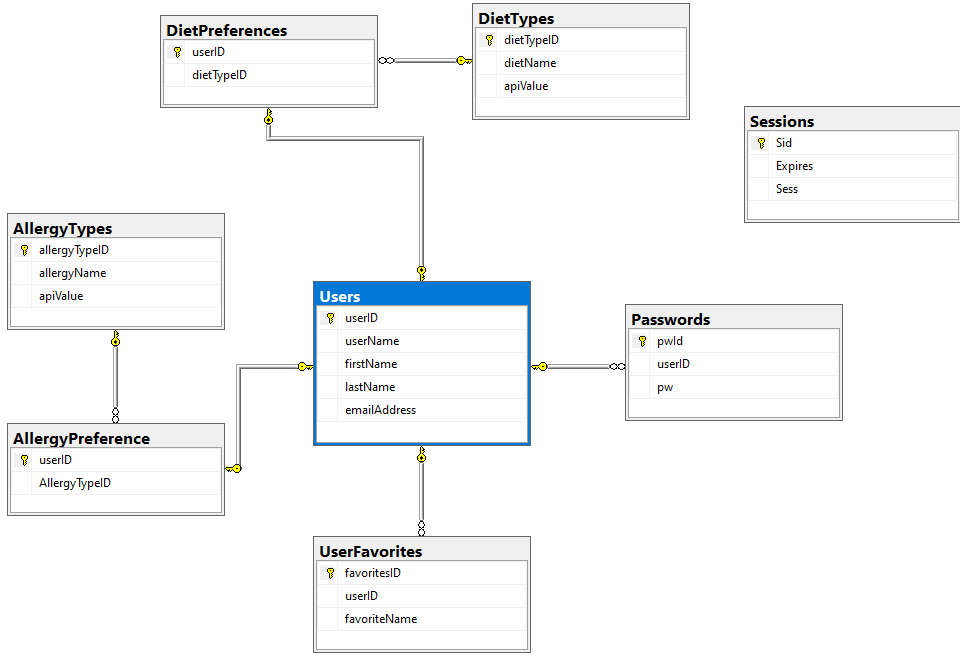 DietPreferences
userID
dietTypeID
DietTypes
dietTypeID
dietName
apiValue
Sessions
Sid
Expires
Sess
AllergyTypes
allergyTypeID
allergyName
apiValue
Users
userID
userName
firstName
lastName
emailAddress
Passwords
pwId
userID
pw
AllergyPreference
userID
AllergyTypeID
UserFavorites
favoritesID
userID
favoriteName